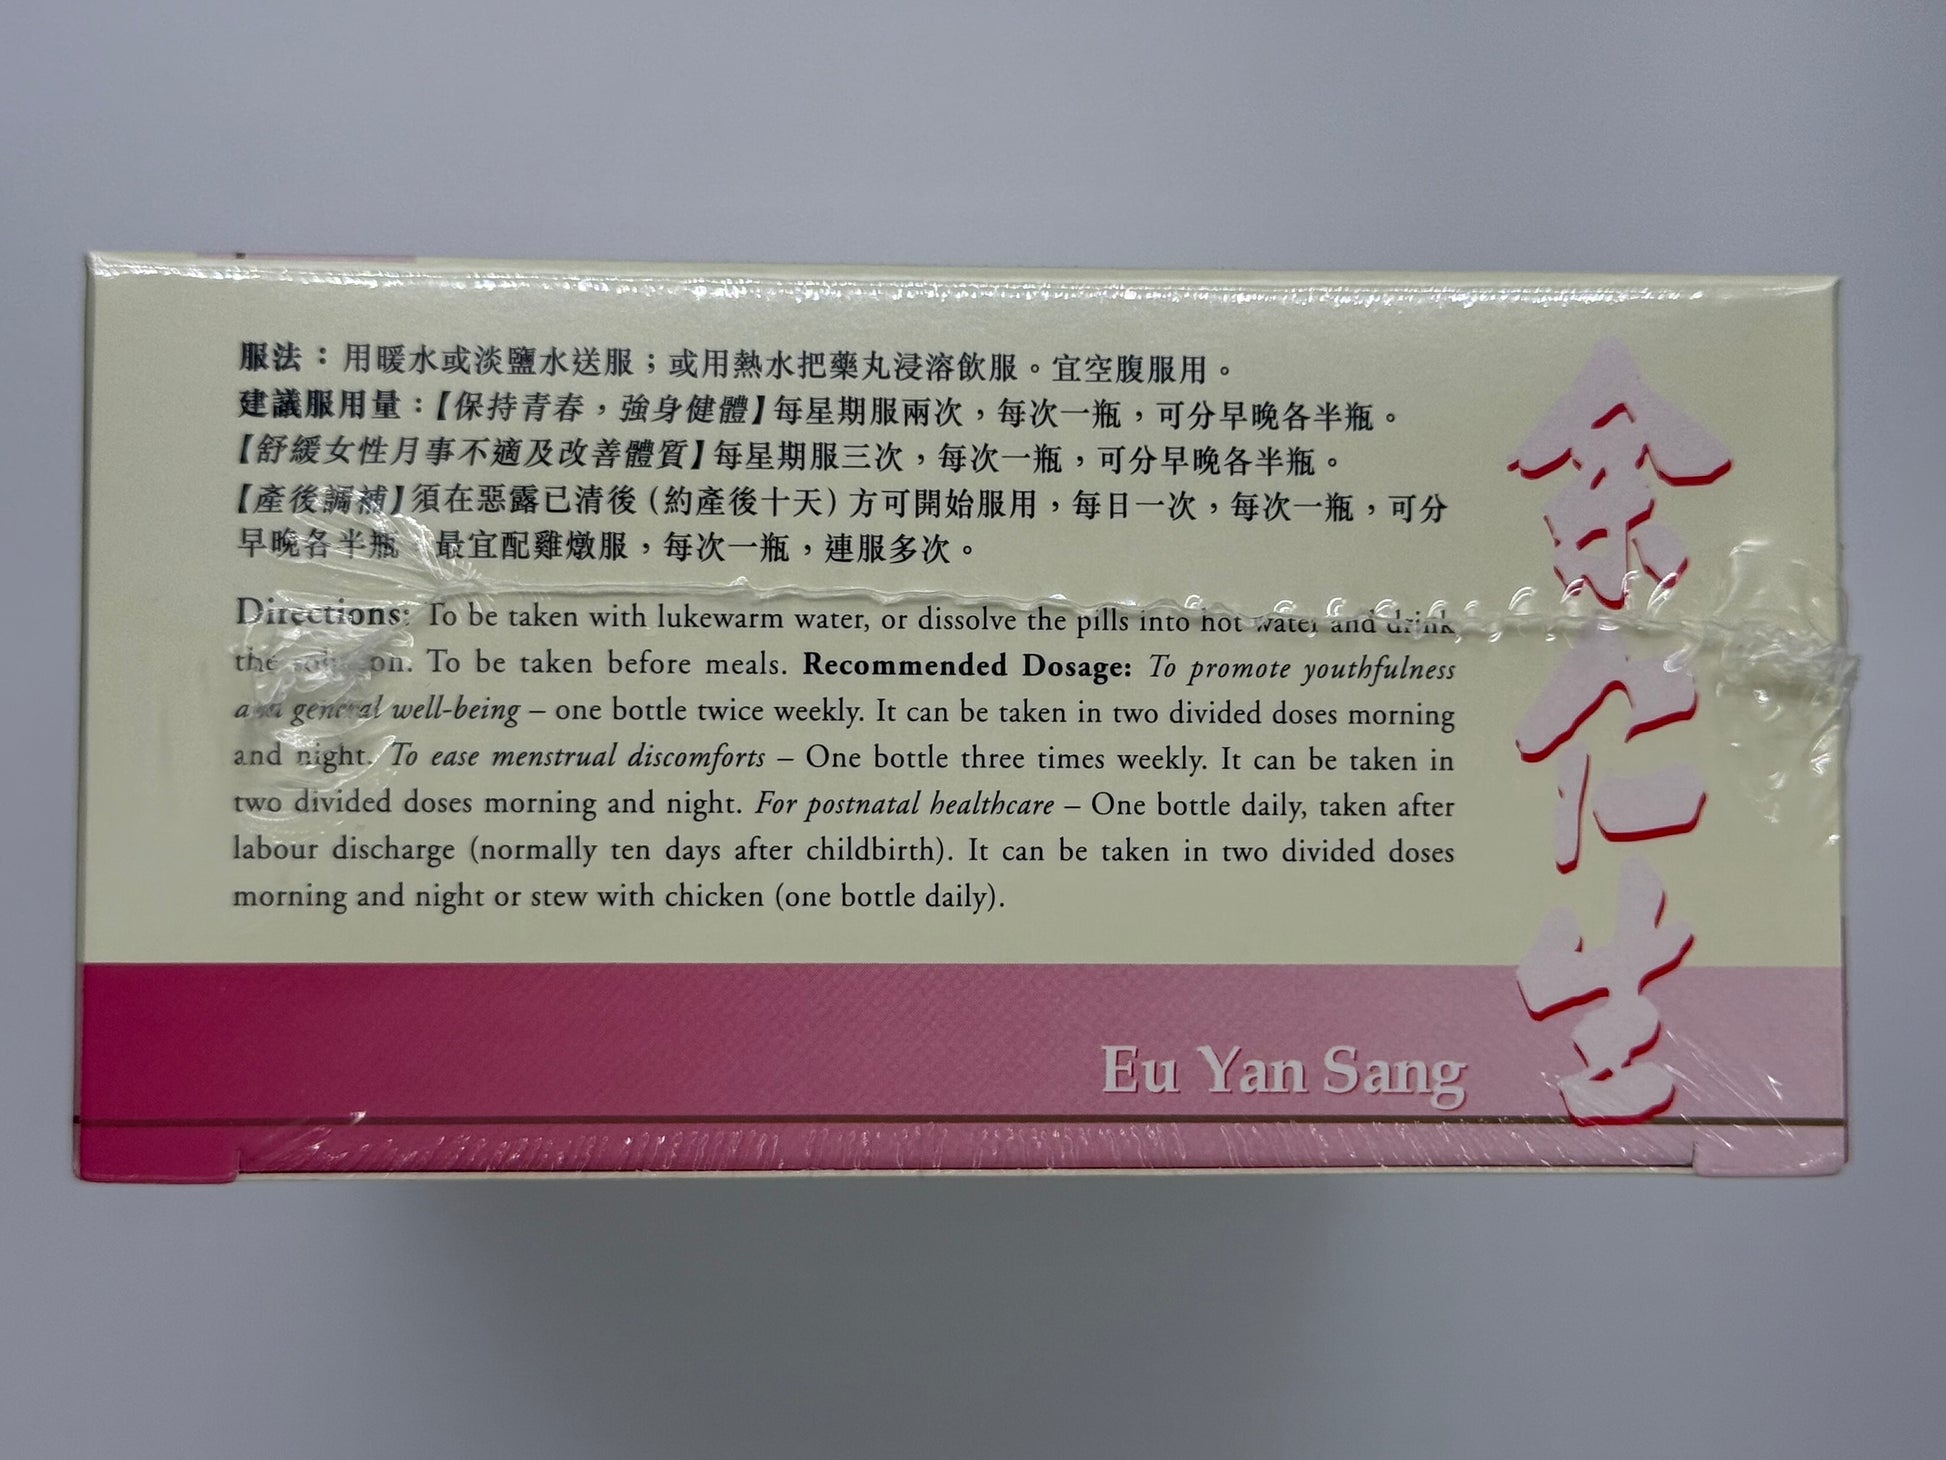 服法：用暖水或淡鹽水送服；或用熱水把藥丸浸溶飲服。宜空腹服用。
建議服用量：【保持青春，強身健體】每星期服兩次，每次一瓶，可分早晚各半瓶。
【舒緩女性月事不適及改善體質】每星期服三次，每次一瓶，可分早晚各半瓶。
【產後調補】須在惡露已清後（約產後十天）方可開始服用，每日一次，每次一瓶，可分
早晚各半瓶 最宜配雞燉服，每次一瓶，連服多次。
Directions: To be taken with lukewarm water, or dissolve the pills into hot water and drink
the solution. To be taken before meals. Recommended Dosage: To promote youthfulness
and general well-being – one bottle twice weekly. It can be taken in two divided doses morning
and night. To ease menstrual discomforts – One bottle three times weekly. It can be taken in
two divided doses morning and night. For postnatal healthcare – One bottle daily, taken after
labour discharge (normally ten days after childbirth). It can be taken in two divided doses
morning and night or stew with chicken (one bottle daily).
Eu Yan Sang
余仁生